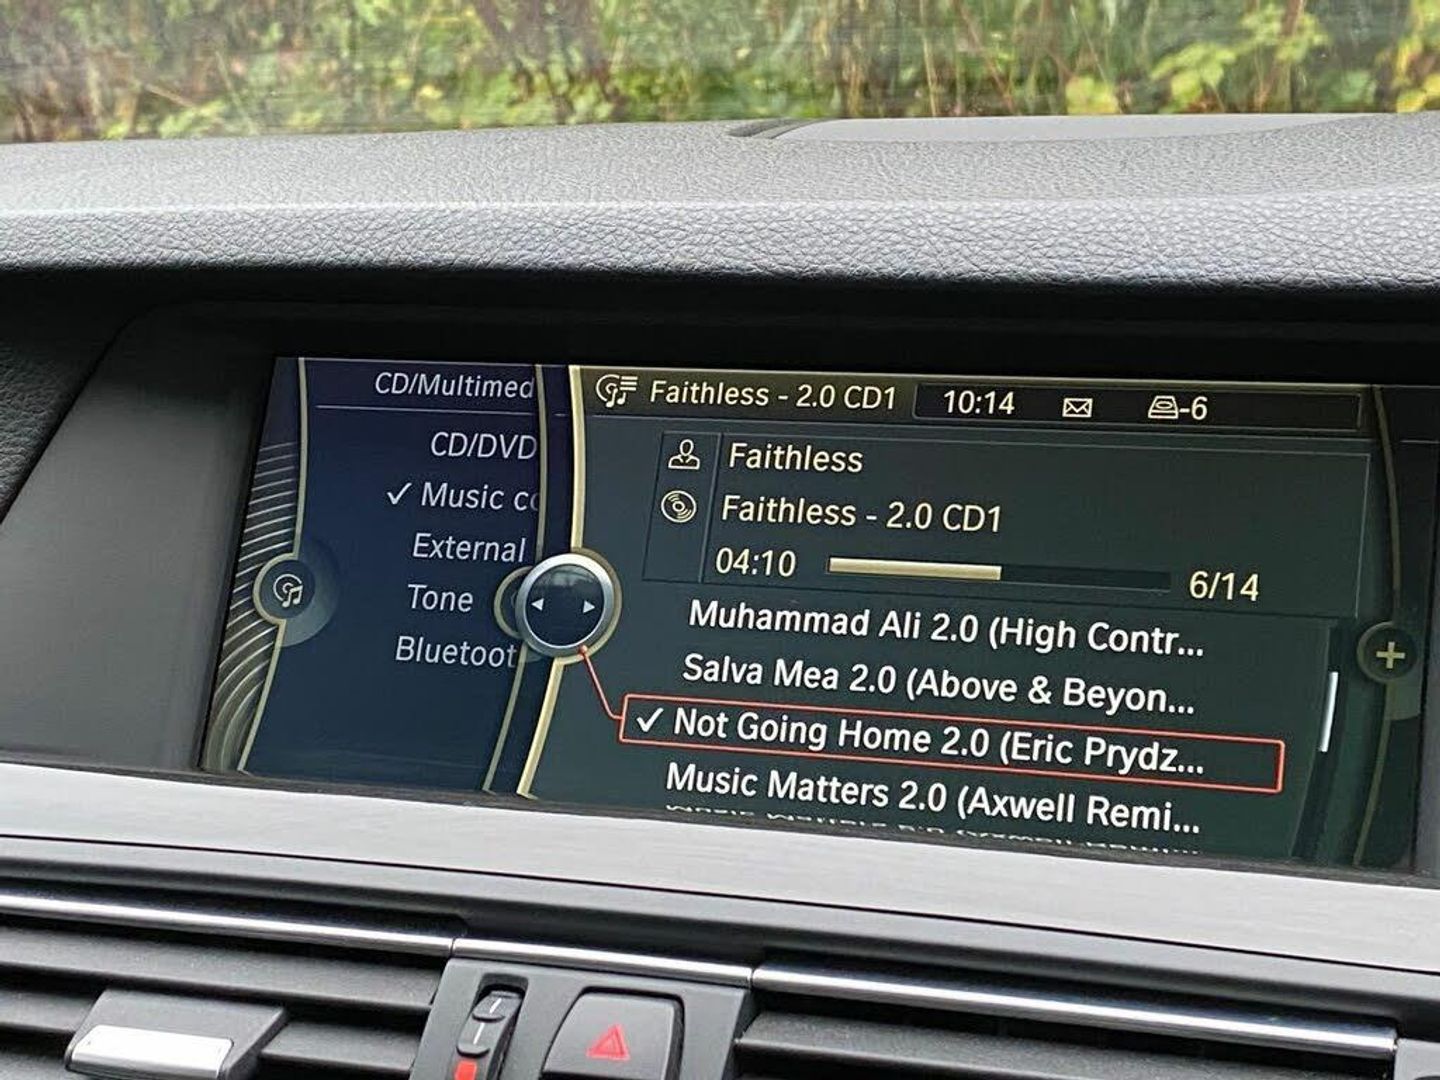 CD/Multimed
CD/DVD
✓ Music
External
Tone
Bluetoot
Faithless - 2.0 CD1
10:14
-6
Faithless
Faithless - 2.0 CD1
04:10
6/14
Muhammad Ali 2.0 (High Contr...
Salva Mea 2.0 (Above & Beyon...
✓ Not Going Home 2.0 (Eric Prydz...
Music Matters 2.0 (Axwell Remi...